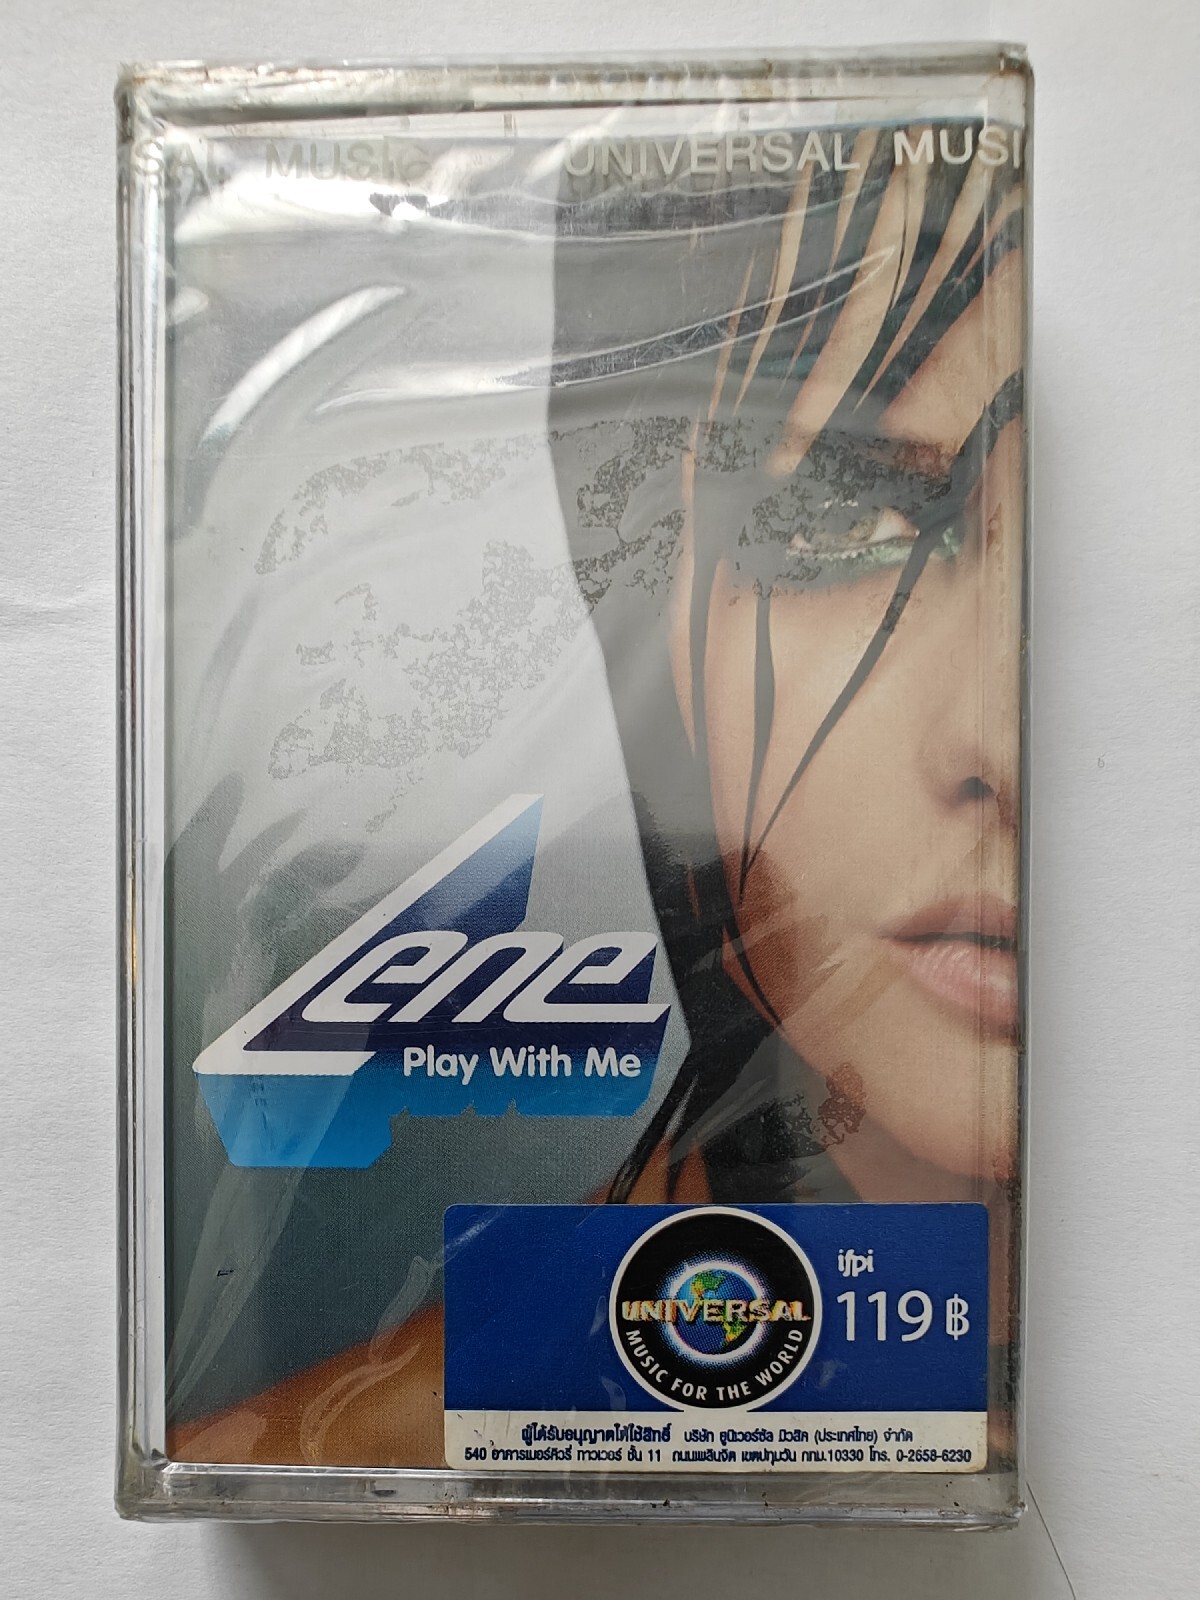 SAL MUSIC UNIVERSAL MUSI
Lene
Play With Me
ifpi
119 ฿
UNIVERSAL
MUSIC FOR THE WORLD
ผู้ได้รับอนุญาตให้ใช้สิทธิ์ บริษัท ยูนิเวอร์ซัล มิวสิค (ประเทศไทย) จำกัด
540 อาคารเมอร์คิวรี่ ทาวเวอร์ ชั้น 11 ถนนเพลินจิต เขตปทุมวัน กทม.10330 โทร. 0-2658-6230